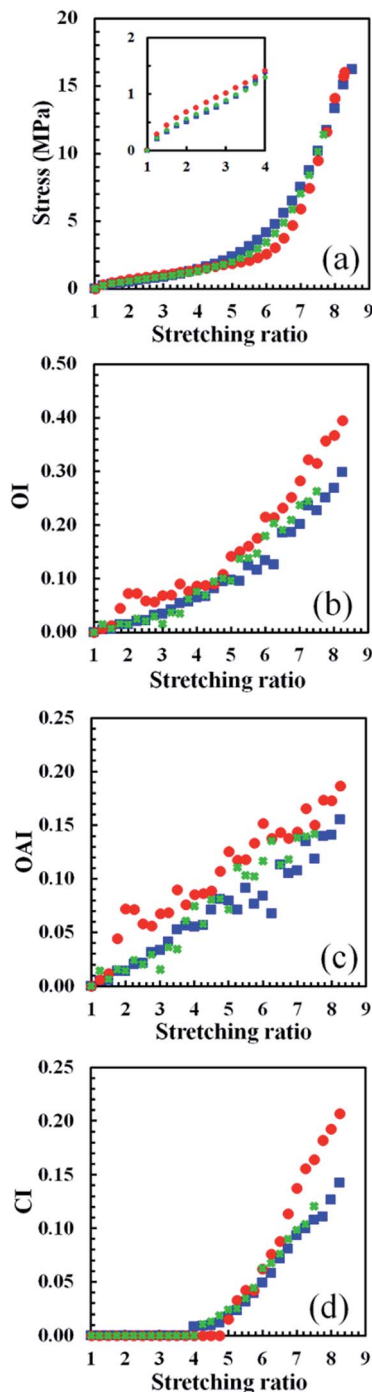 Stress (MPa)
20
15
10
5
0
2
1
0
1 2 3 4
(a)
1 2 3 4 5 6 7 8 9
Stretching ratio
OI
0.50
0.40
0.30
0.20
0.10
0.00
(b)
1 2 3 4 5 6 7 8 9
Stretching ratio
OAI
0.25
0.20
0.15
0.10
0.05
0.00
(c)
1 2 3 4 5 6 7 8 9
Stretching ratio
CI
0.25
0.20
0.15
0.10
0.05
0.00
(d)
1 2 3 4 5 6 7 8 9
Stretching ratio